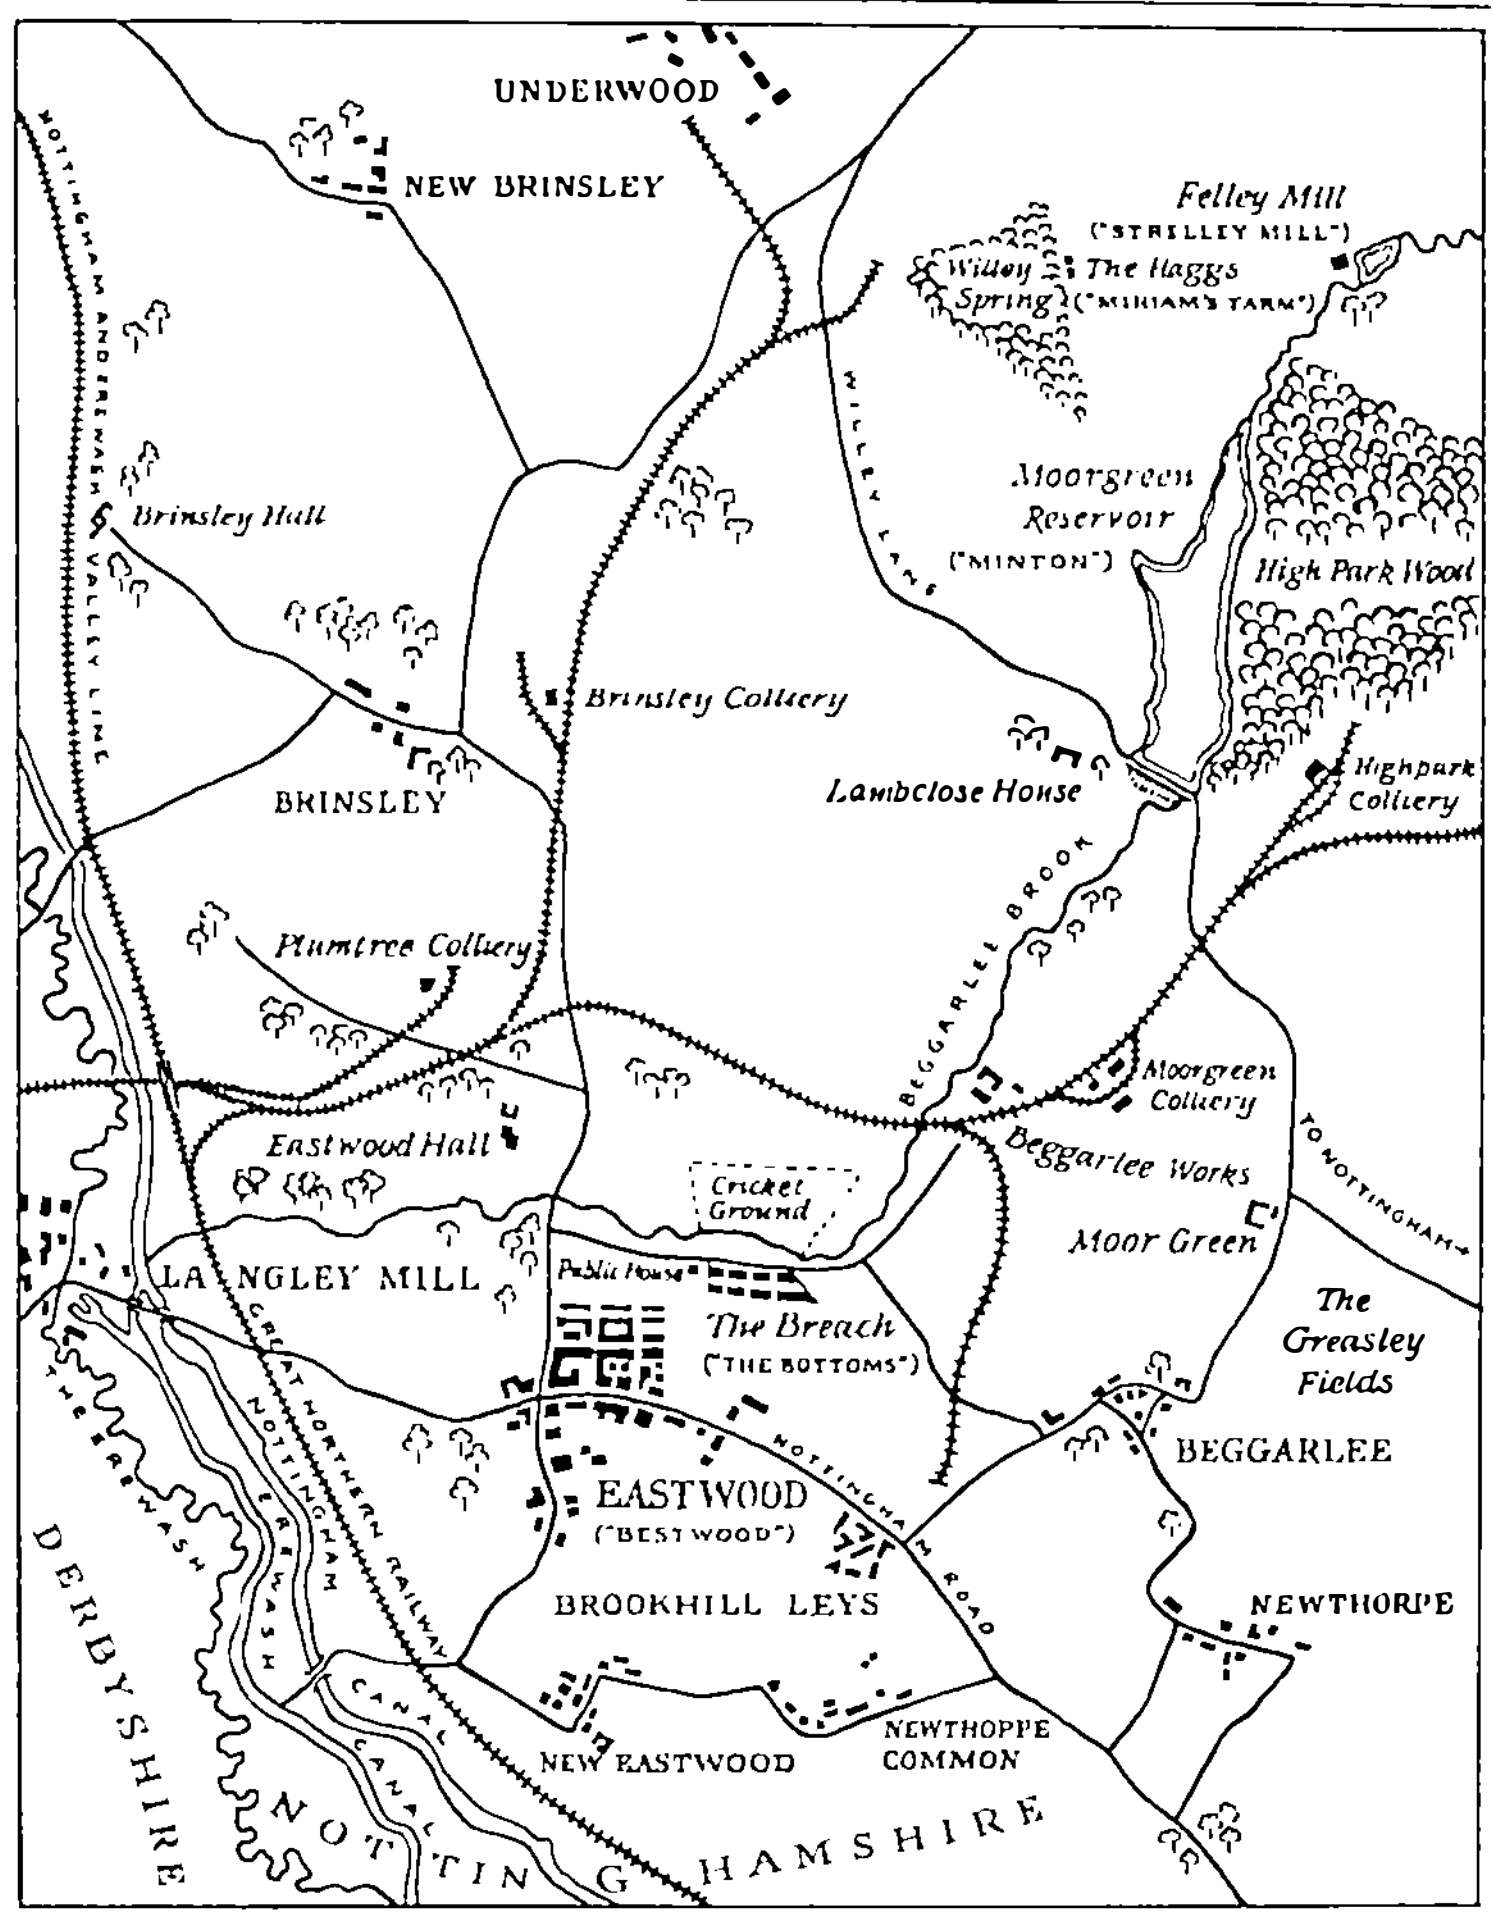 UNDERWOOD
NEW BRINSLEY
Felley Mill
("STRELLEY MILL")
Willey
Spring
The Haggs
("MIRIAM'S TARM")
NOTTINGHAM AND EREWASH VALLEY LINE
WILLEY LANE
Moorgreen
Reservoir
("MINTON")
Brinsley Hall
High Park Wood
Brinsley Colliery
Lambclose House
Highpark
Colliery
BRINSLEY
BEGGARLEE BROOK
Plumtree Colliery
Moorgreen
Colliery
Eastwood Hall
Beggarlee Works
TO NOTTINGHAM
Cricket
Ground
Moor Green
LANGLEY MILL
Public House
The Breach
("THE BOTTOMS")
The
Greasley
Fields
GREAT NORTHERN RAILWAY
THE EREWASH
NOTTINGHAM
EREWASH
NOTTINGHAM ROAD
BEGGARLEE
EASTWOOD
("BESTWOOD")
BROOKHILL LEYS
NEWTHORPE
CANAL
CANAL
NEW EASTWOOD
NEWTHOPPE
COMMON
DERBYSHIRE
NOTTINGHAMSHIRE